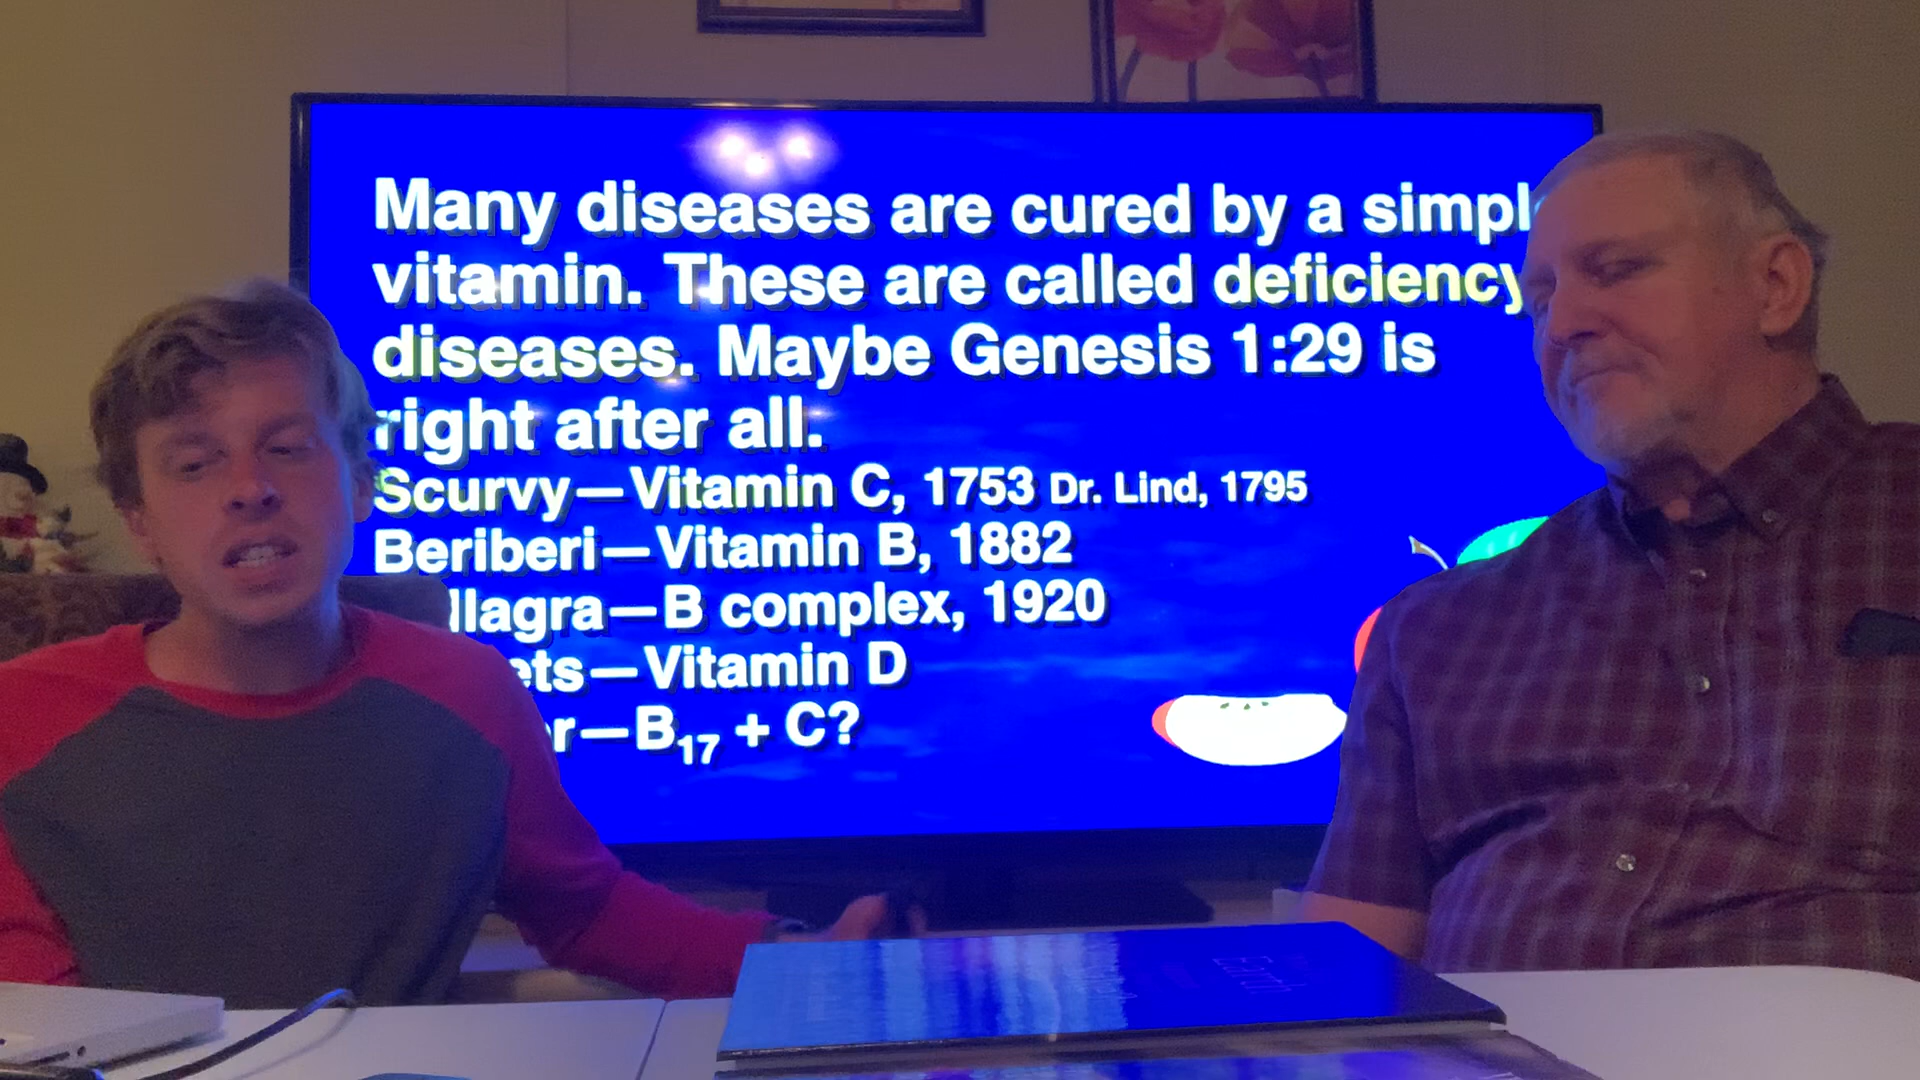 Many diseases are cured by a simpl
vitamin. These are called deficiency
diseases. Maybe Genesis 1:29 is
right after all.
Scurvy—Vitamin C, 1753 Dr. Lind, 1795
Beriberi—Vitamin B, 1882
llagra—B complex, 1920
ets—Vitamin D
r—B₁₇ + C?
Earth